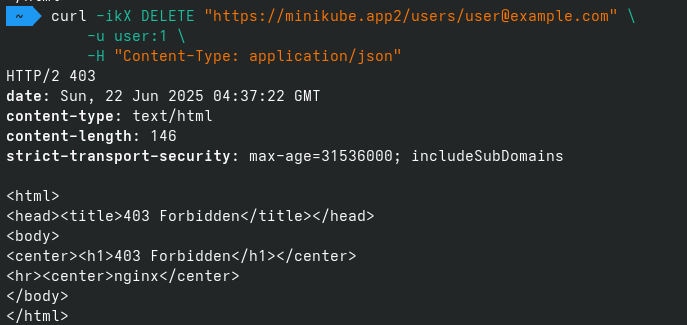 ~ curl -ikX DELETE "https://minikube.app2/users/user@example.com" \
-u user:1 \
-H "Content-Type: application/json"
HTTP/2 403
date: Sun, 22 Jun 2025 04:37:22 GMT
content-type: text/html
content-length: 146
strict-transport-security: max-age=31536000; includeSubDomains
<html>
<head><title>403 Forbidden</title></head>
<body>
<center><h1>403 Forbidden</h1></center>
<hr><center>nginx</center>
</body>
</html>